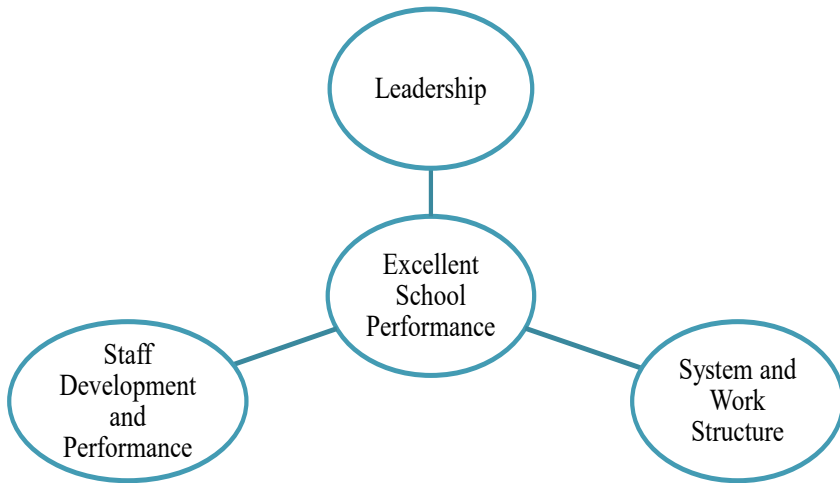 Leadership
Excellent
School
Performance
Staff
Development
and
Performance
System and
Work
Structure